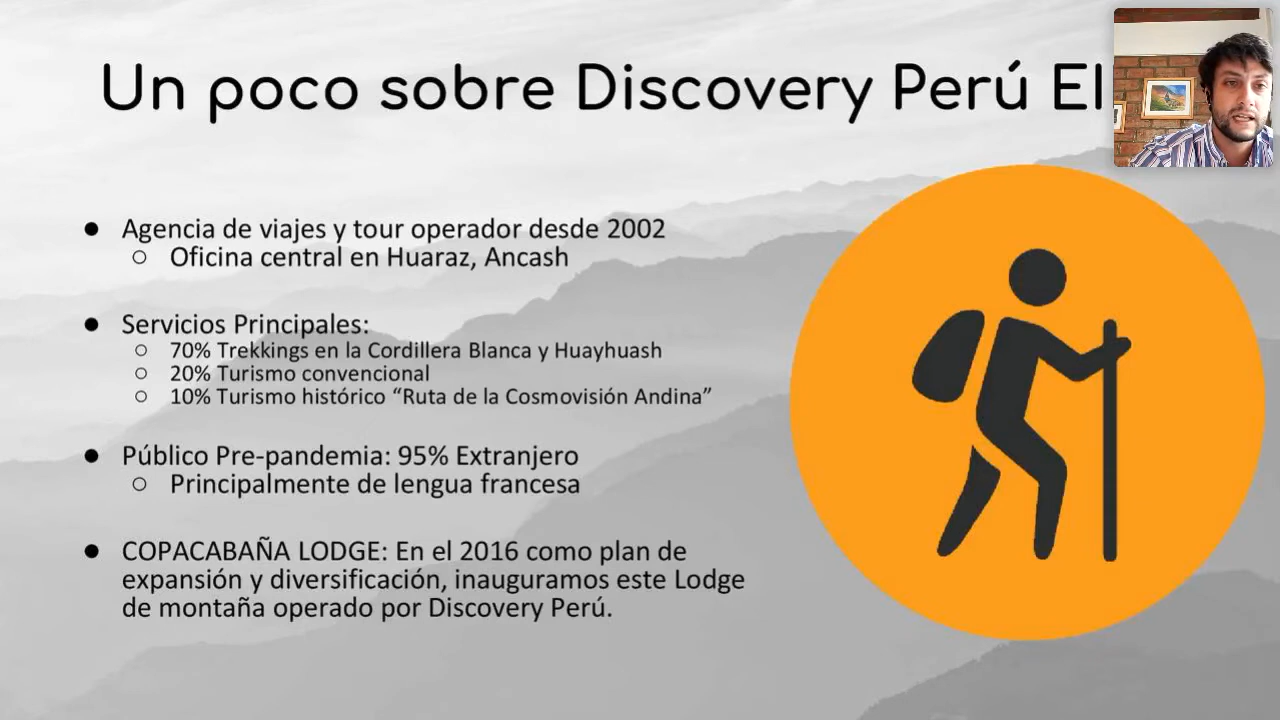 Un poco sobre Discovery Perú
● Agencia de viajes y tour operador desde 2002
○ Oficina central en Huaraz, Ancash
● Servicios Principales:
○ 70% Trekkings en la Cordillera Blanca y Huayhuash
○ 20% Turismo convencional
○ 10% Turismo histórico “Ruta de la Cosmovisión Andina”
● Público Pre-pandemia: 95% Extranjero
○ Principalmente de lengua francesa
● COPACABAÑA LODGE: En el 2016 como plan de
expansión y diversificación, inauguramos este Lodge
de montaña operado por Discovery Perú.